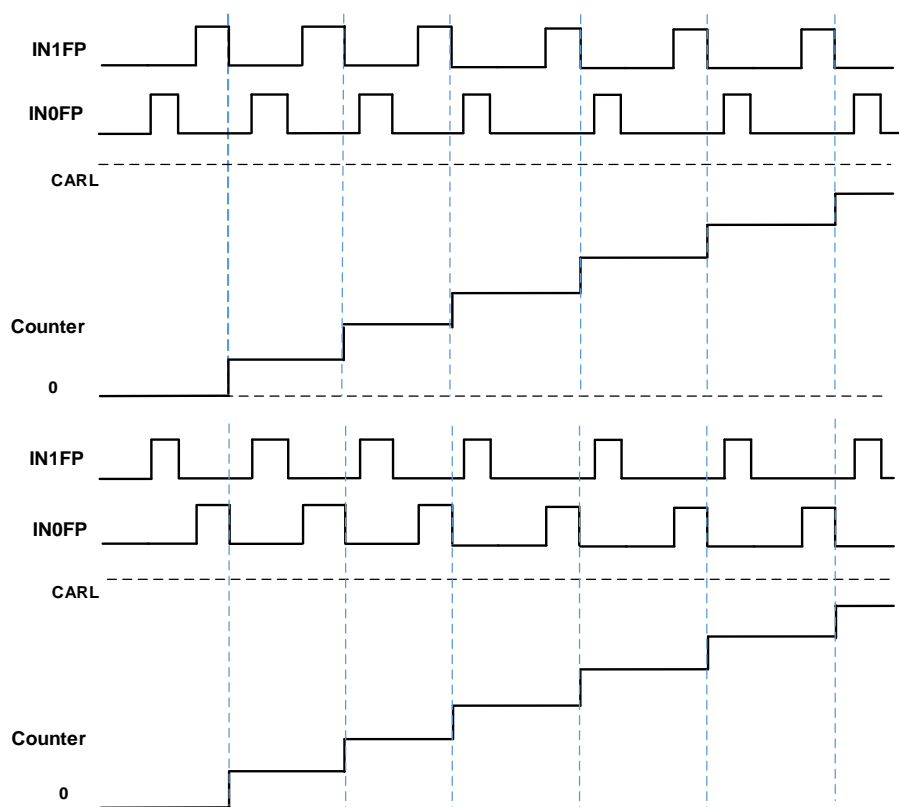 IN1FP
IN0FP
CARL
Counter
0
IN1FP
IN0FP
CARL
Counter
0